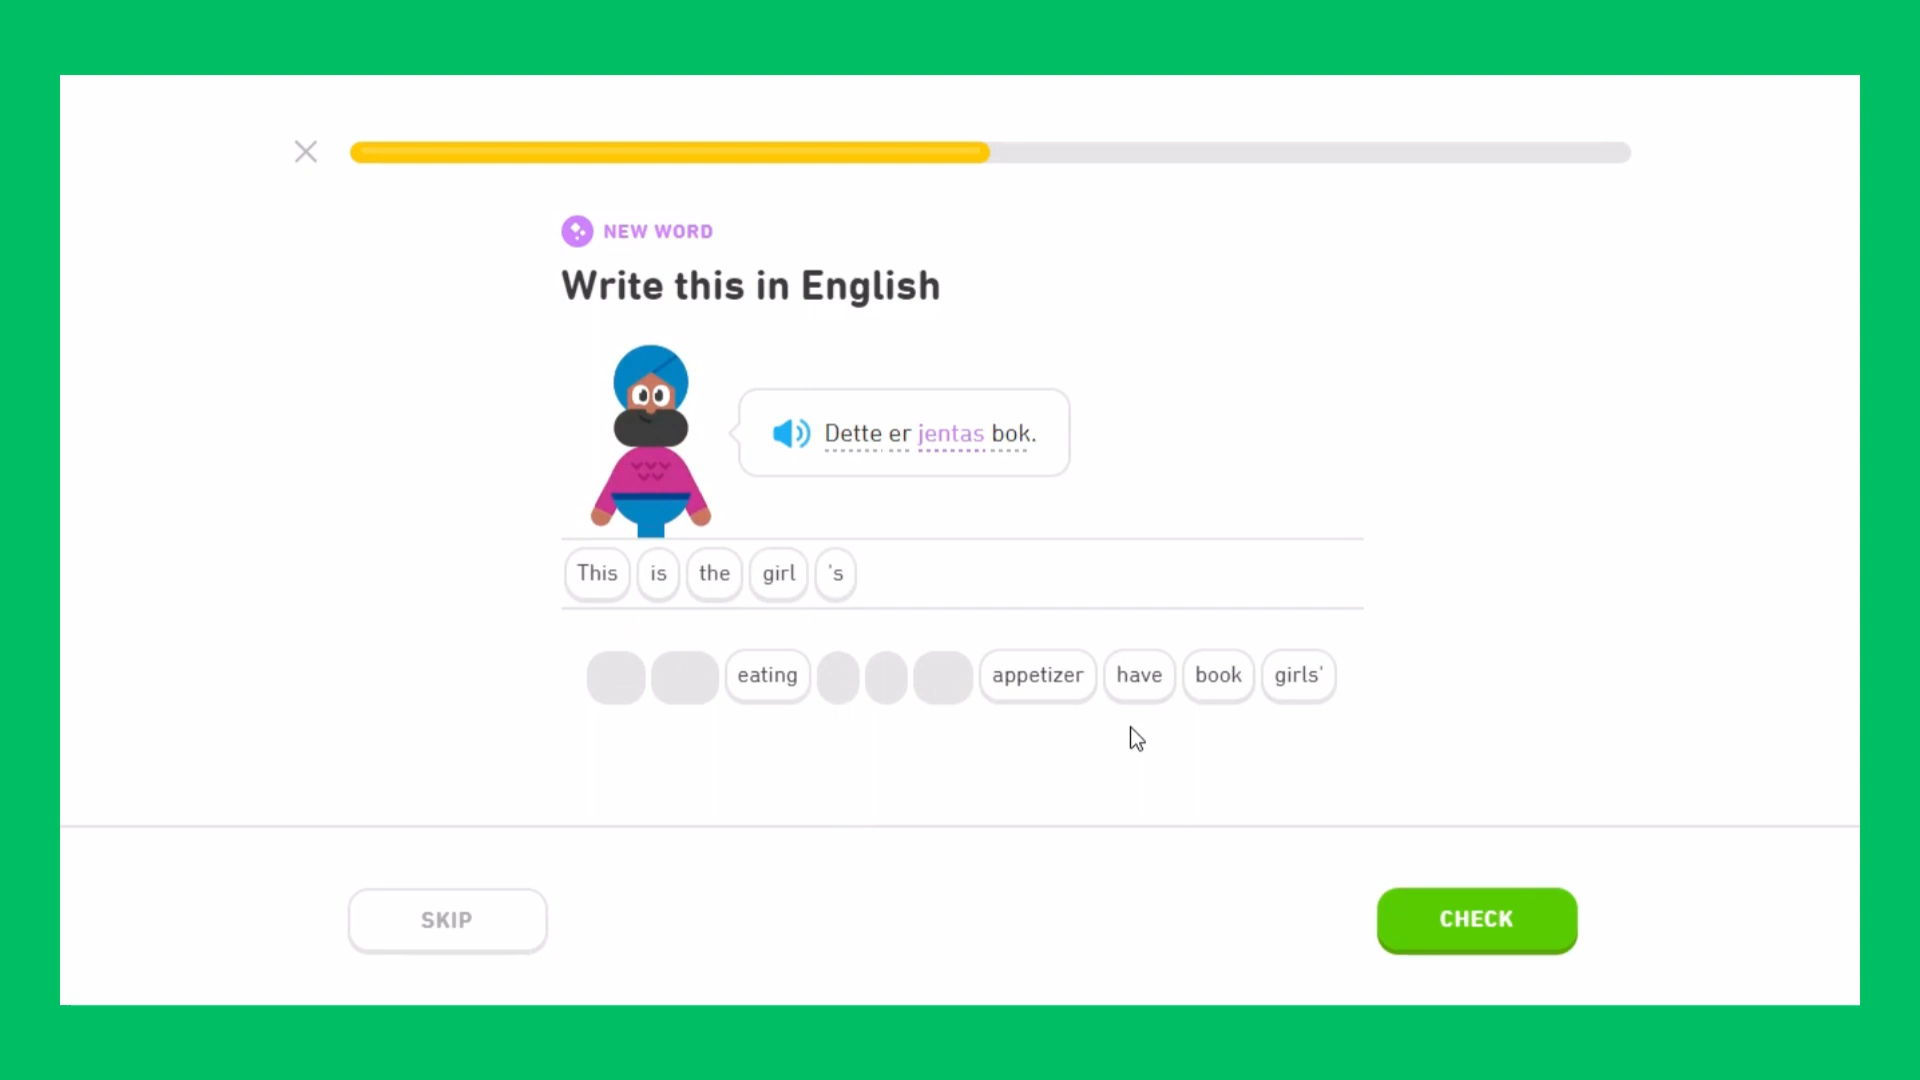 NEW WORD
Write this in English
Dette er jentas bok.
This is the girl 's
eating appetizer have book girls'
SKIP
CHECK